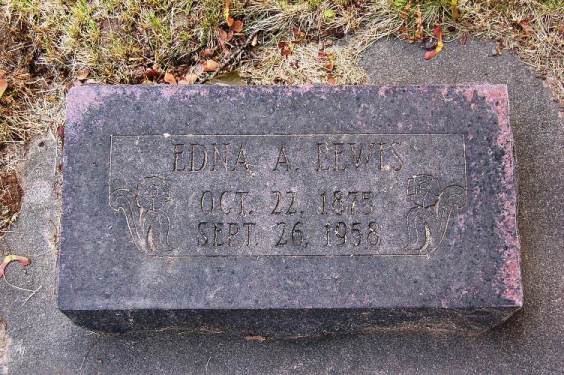 EDNA A. LEWIS
OCT. 22, 1875
SEPT. 26, 1958